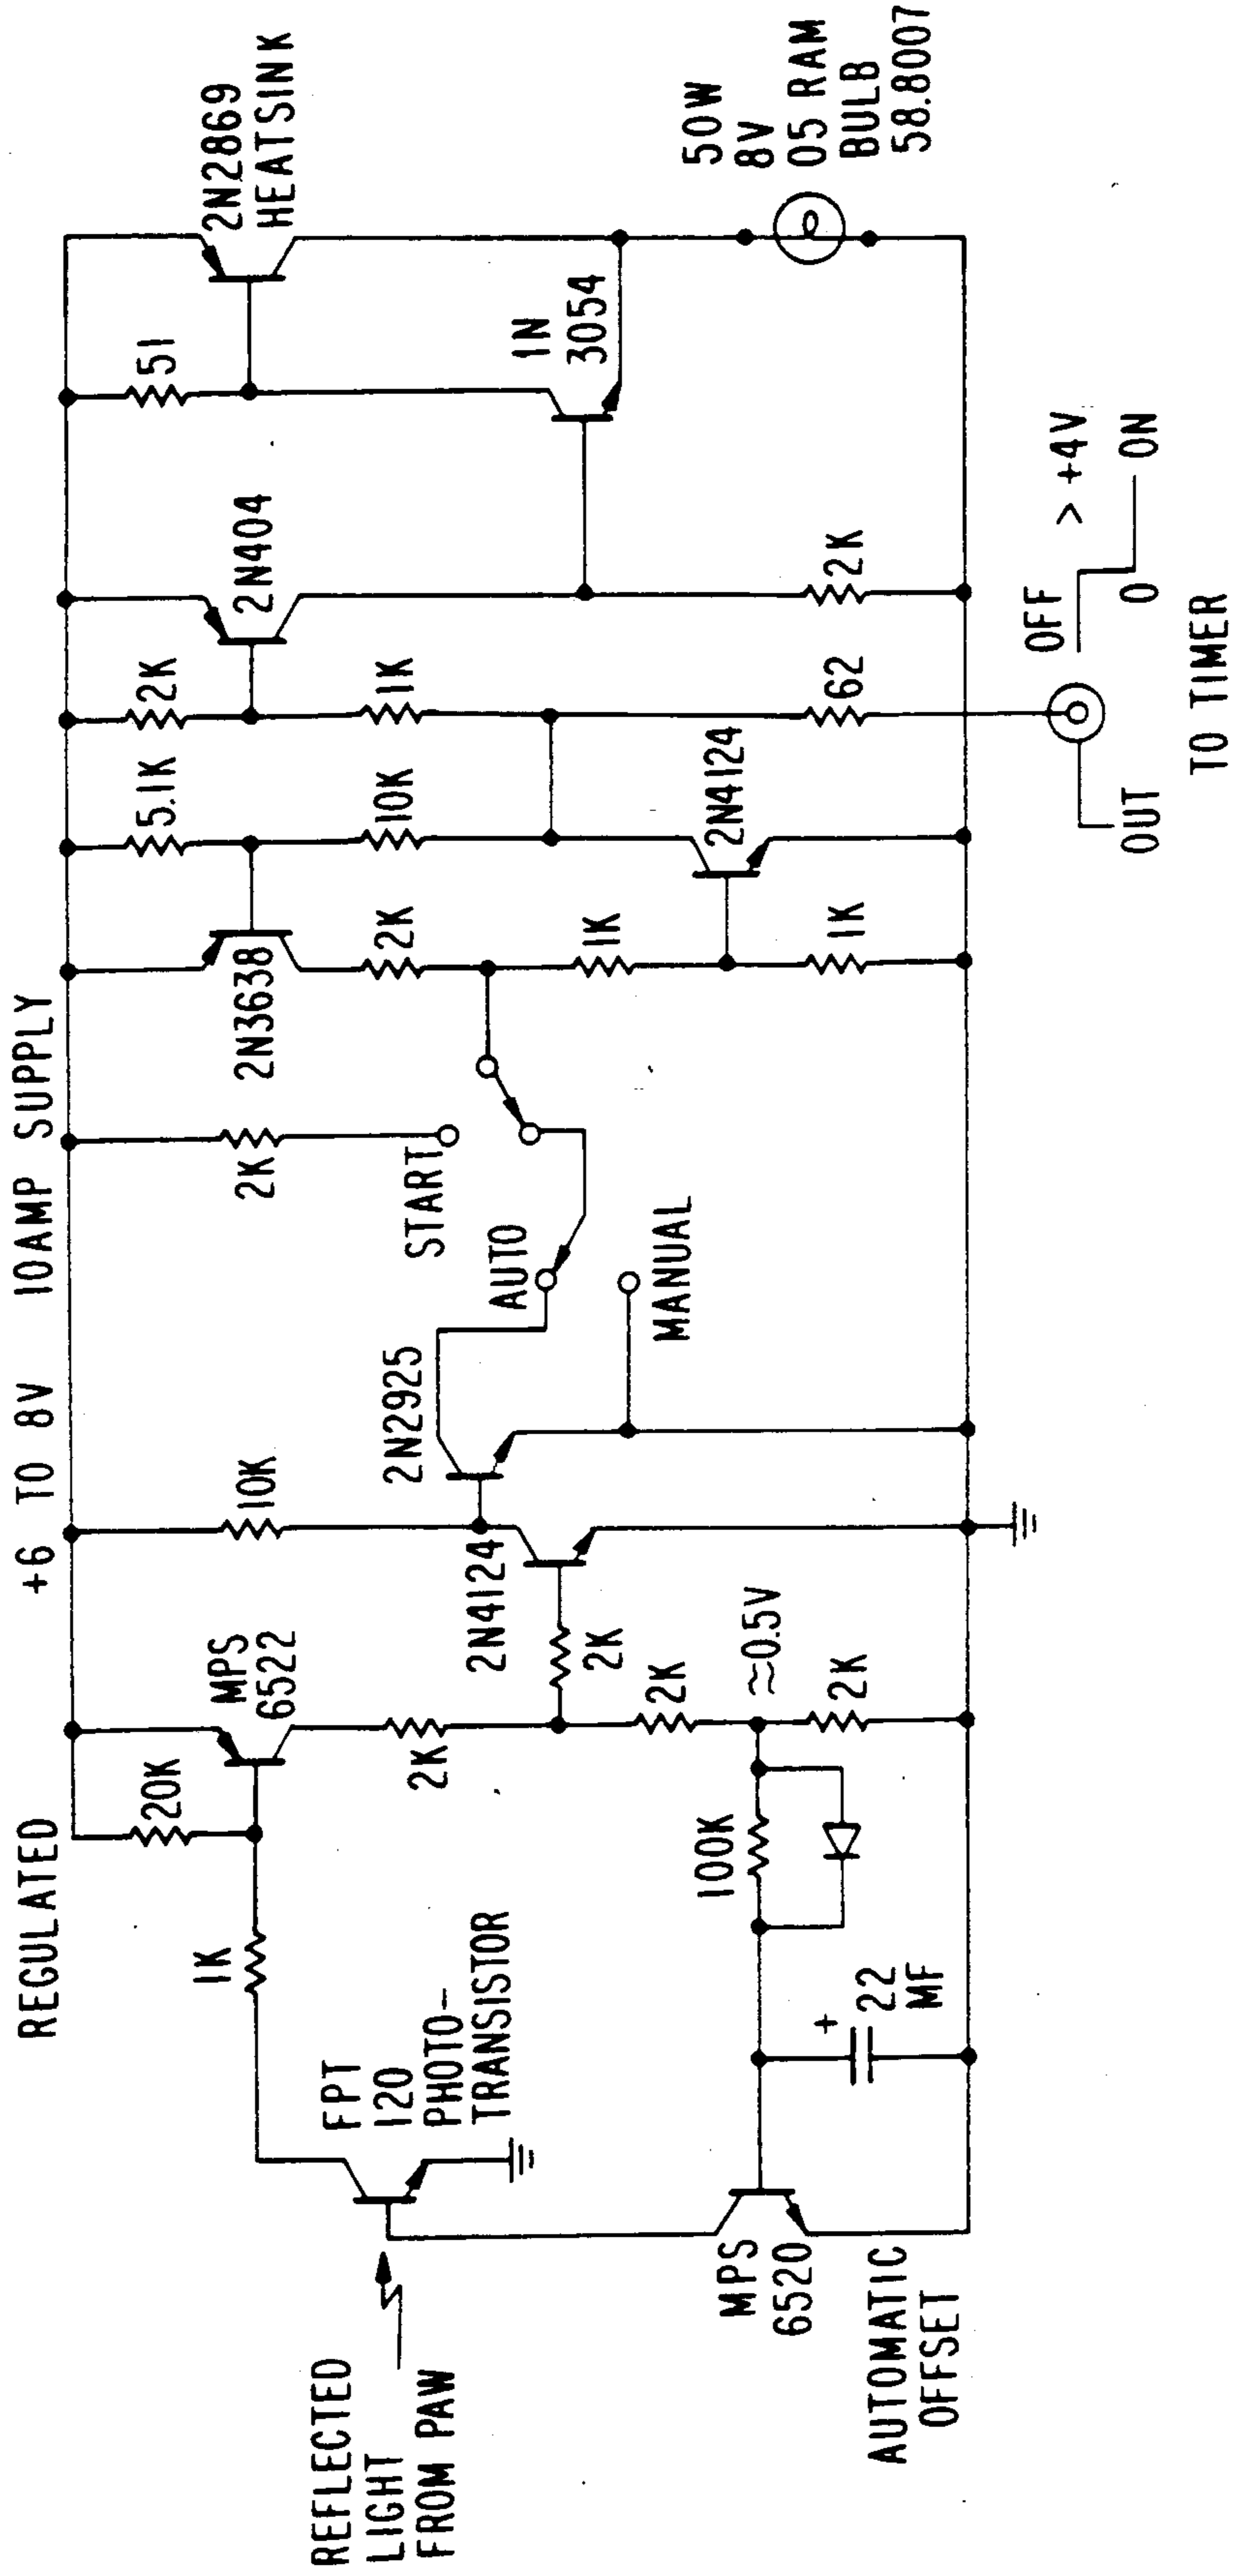 REGULATED +6 TO 8V 10AMP SUPPLY
REFLECTED
LIGHT
FROM PAW
FPT
120
PHOTO-
TRANSISTOR
1K
20K
MPS
6522
2K
2K
2K
≈0.5V
2K
100K
+
22
MF
MPS
6520
AUTOMATIC
OFFSET
10K
2N4124
2N2925
AUTO
MANUAL
START
2K
2N3638
2K
1K
1K
5.1K
10K
2N4124
2K
1K
62
2N404
2K
51
1N
3054
2N2869
HEATSINK
50W
8V
05 RAM
BULB
58.8007
OUT
OFF > +4V
0 ON
TO TIMER